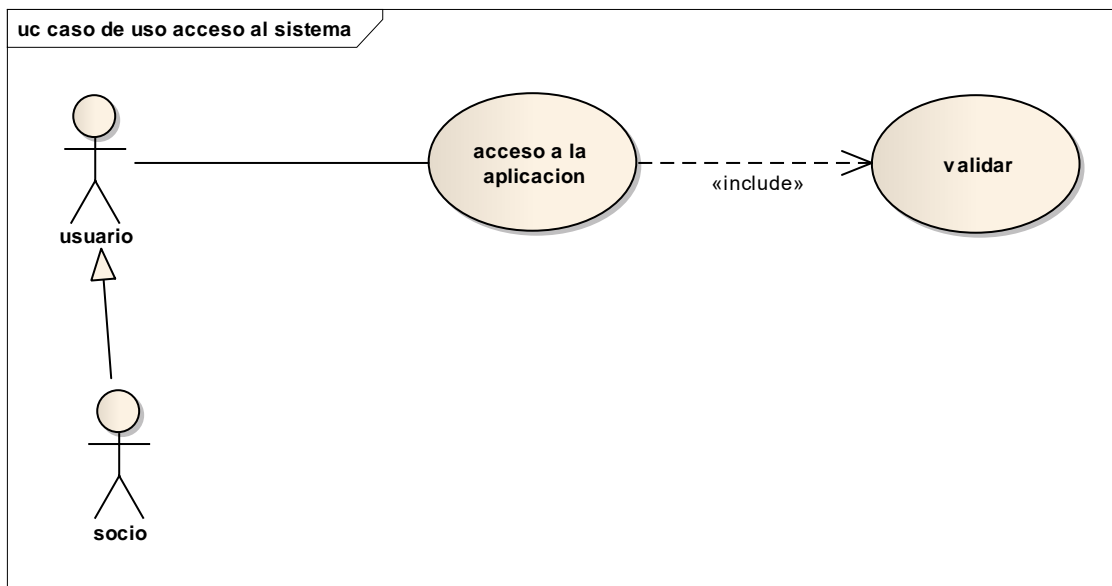 uc caso de uso acceso al sistema
usuario
acceso a la
aplicacion
«include»
validar
socio